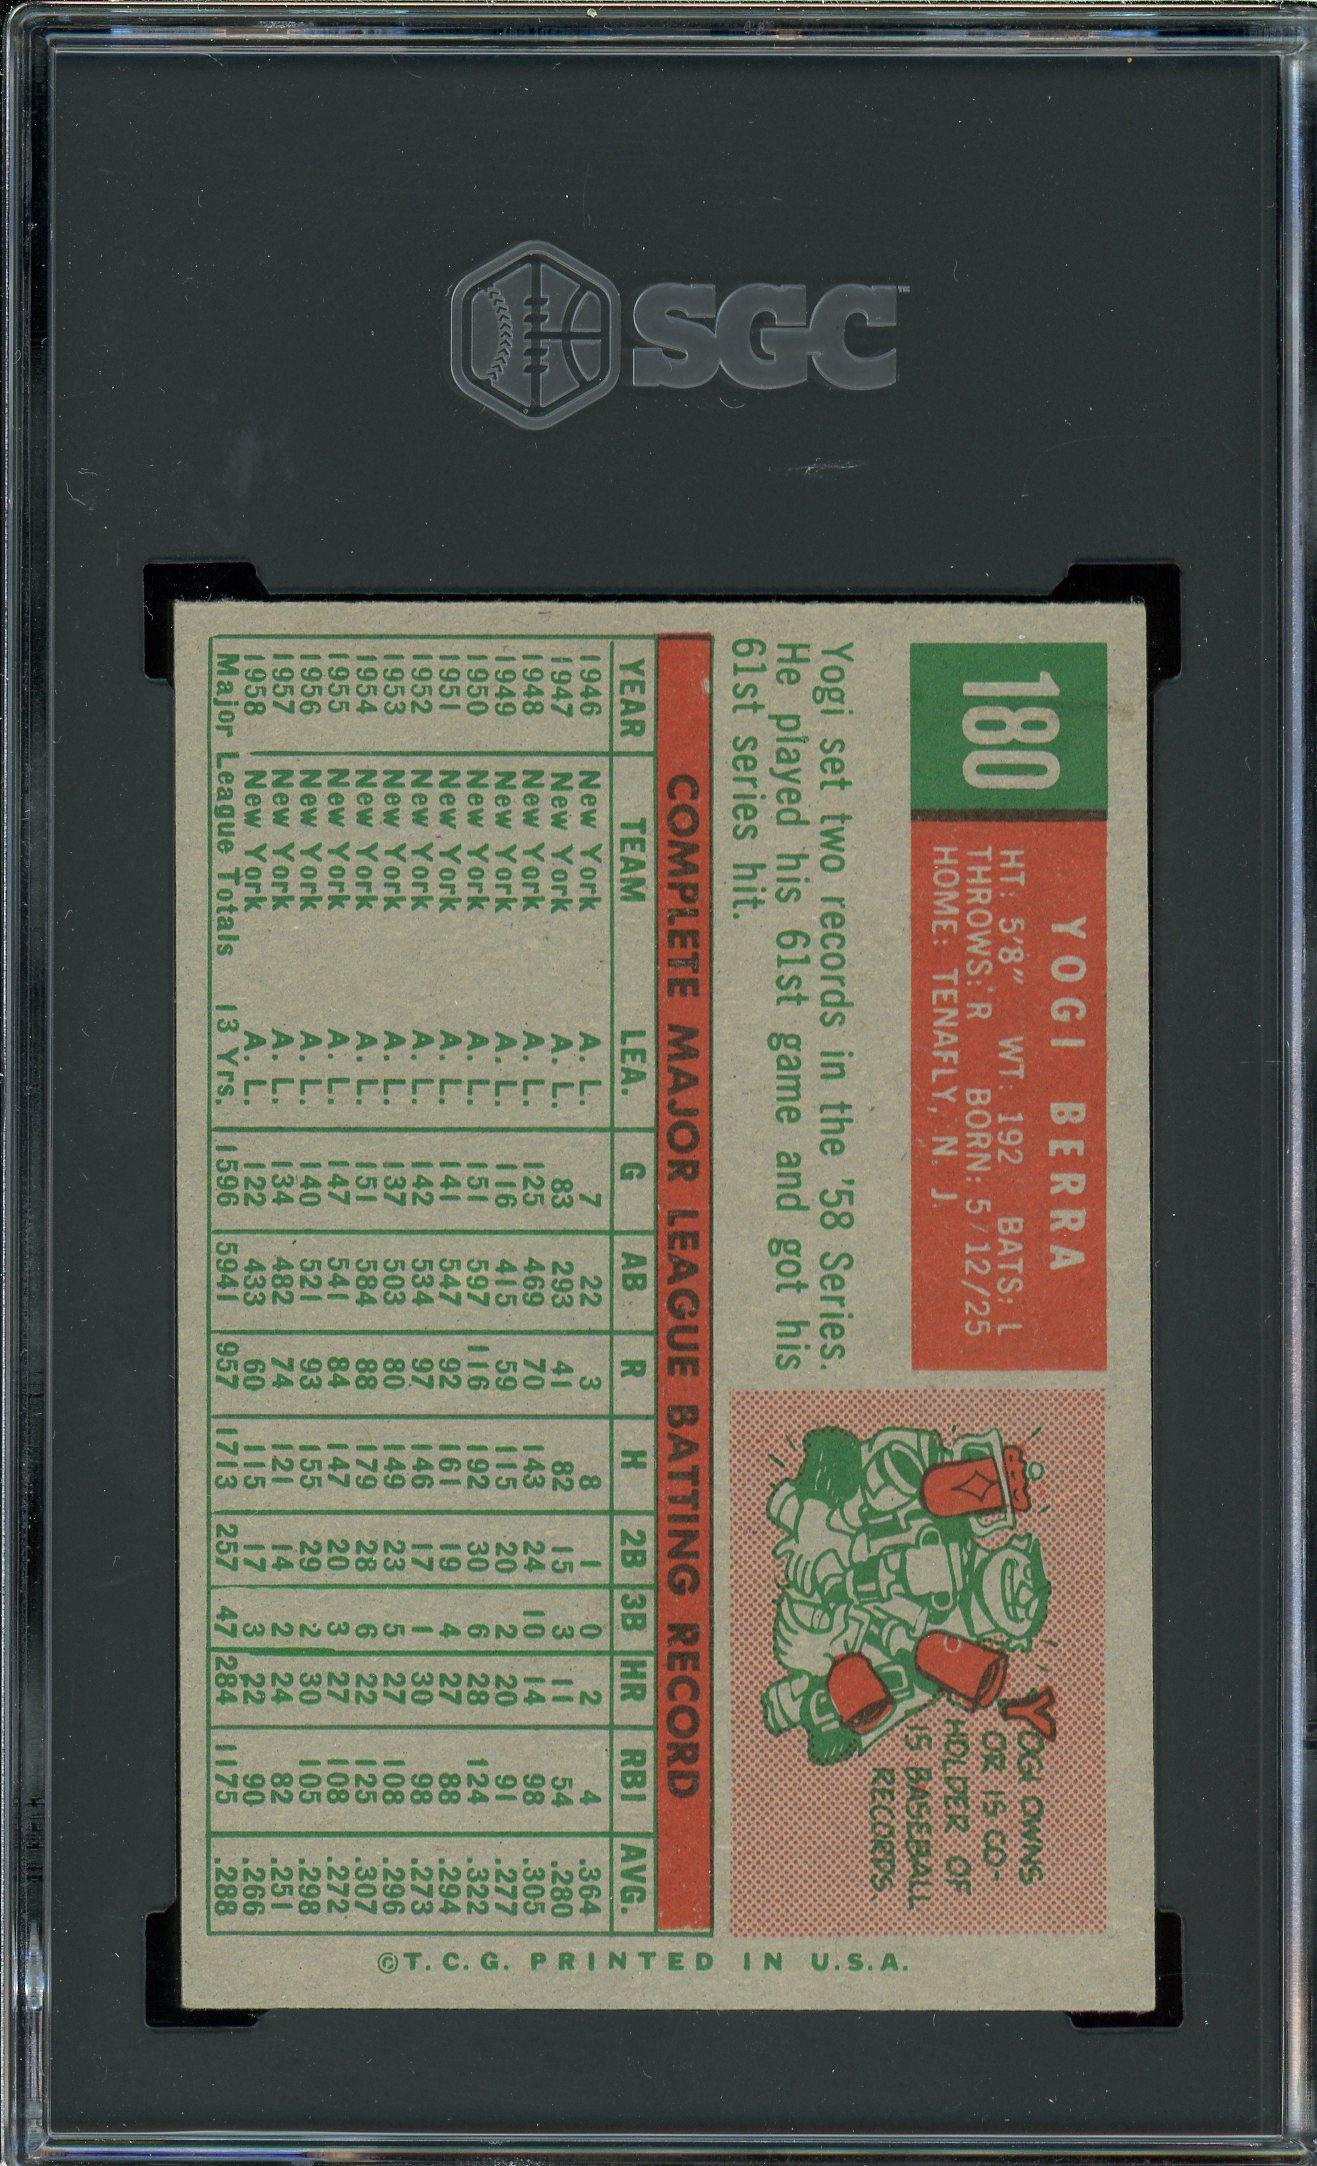 SGC™
180
YOGI BERRA
HT: 5'8" WT: 192 BATS: L
THROWS: R BORN: 5/12/25
HOME: TENAFLY, N. J.
Yogi set two records in the '58 Series.
He played his 61st game and got his
61st series hit.
YOGI OWNS
OR IS CO-
HOLDER OF
15 BASEBALL
RECORDS.
COMPLETE MAJOR LEAGUE BATTING RECORD
YEAR TEAM LEA. G AB R H 2B 3B HR RBI AVG.
1946 New York A. L. 7 22 3 8 1 0 2 4 .364
1947 New York A. L. 83 293 41 82 15 3 11 54 .280
1948 New York A. L. 125 469 70 143 24 10 14 98 .305
1949 New York A. L. 116 415 59 115 20 2 20 91 .277
1950 New York A. L. 151 597 116 192 30 6 28 124 .322
1951 New York A. L. 141 547 92 161 19 4 27 88 .294
1952 New York A. L. 142 534 97 146 17 1 30 98 .273
1953 New York A. L. 137 503 80 149 23 5 27 108 .296
1954 New York A. L. 151 584 88 179 28 6 22 125 .307
1955 New York A. L. 147 541 84 147 20 3 27 108 .272
1956 New York A. L. 140 521 93 155 29 2 30 105 .298
1957 New York A. L. 134 482 74 121 14 2 24 82 .251
1958 New York A. L. 122 433 60 115 17 3 22 90 .266
Major League Totals 13 Yrs. 1596 5941 957 1713 257 47 284 1175 .288
©T. C. G. PRINTED IN U.S.A.